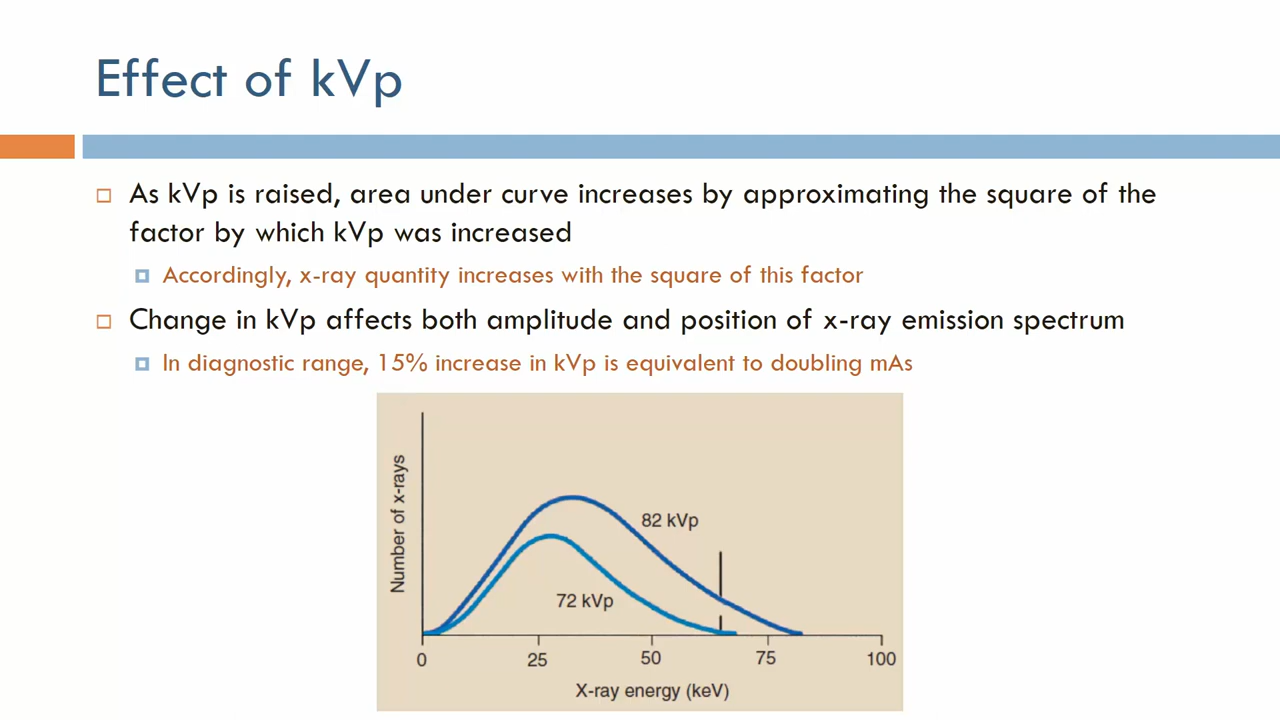 Effect of kVp
As kVp is raised, area under curve increases by approximating the square of the
factor by which kVp was increased
Accordingly, x-ray quantity increases with the square of this factor
Change in kVp affects both amplitude and position of x-ray emission spectrum
In diagnostic range, 15% increase in kVp is equivalent to doubling mAs
Number of x-rays
82 kVp
72 kVp
0 25 50 75 100
X-ray energy (keV)